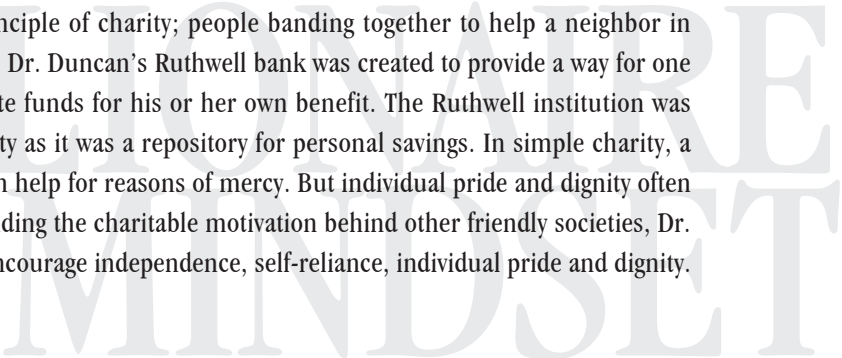 nciple of charity; people banding together to help a neighbor in
Dr. Duncan's Ruthwell bank was created to provide a way for one
te funds for his or her own benefit. The Ruthwell institution was
ty as it was a repository for personal savings. In simple charity, a
help for reasons of mercy. But individual pride and dignity often
ding the charitable motivation behind other friendly societies, Dr.
ncourage independence, self-reliance, individual pride and dignity.
LIONAIRE
MINDSET